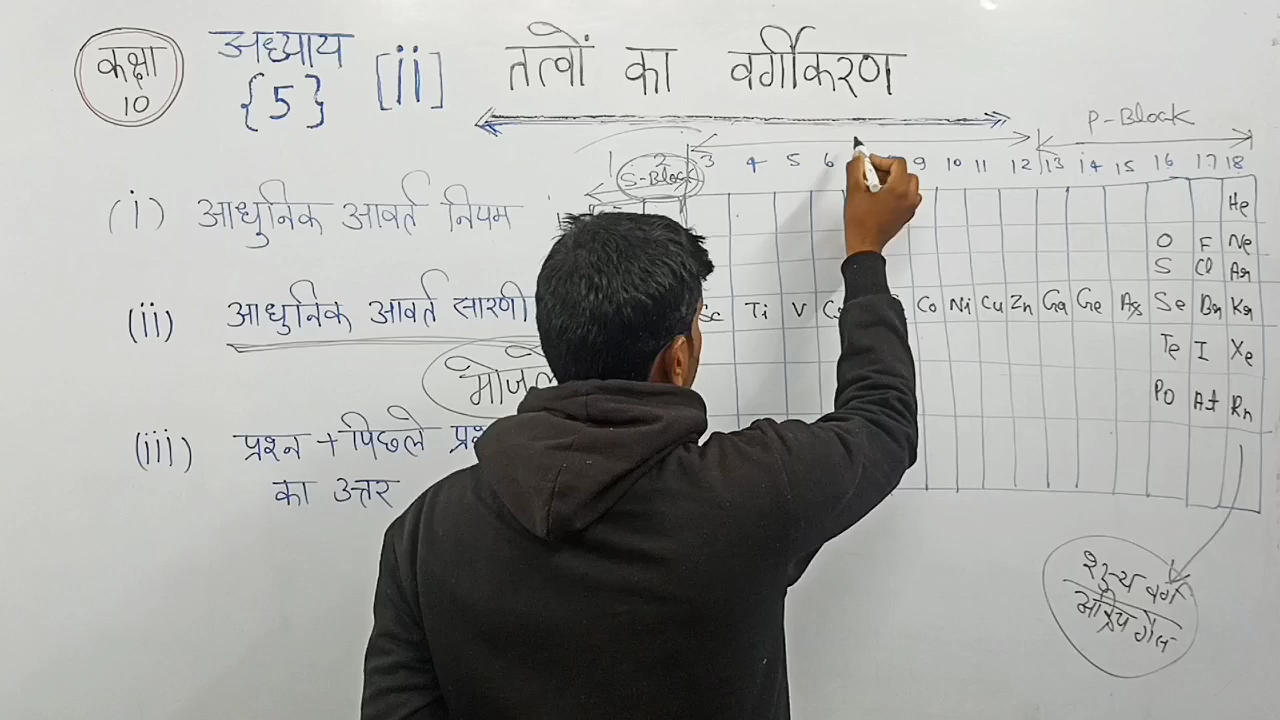 कक्षा
10
अध्याय
{5} [ii] तत्वों का वर्गीकरण
P-Block
1 2 3 4 5 6 9 10 11 12 13 14 15 16 17 18
S-Block
(i) आधुनिक आवर्त नियम
He
O F Ne
S Cl Ar
(ii) आधुनिक आवर्त सारणी
Sc Ti V Co Ni Cu Zn Ga Ge As Se Br Kr
Te I Xe
मोजले
PO At Rn
(iii) प्रश्न + पिछले
का उत्तर
शून्य वर्ग
अक्रिय गैस